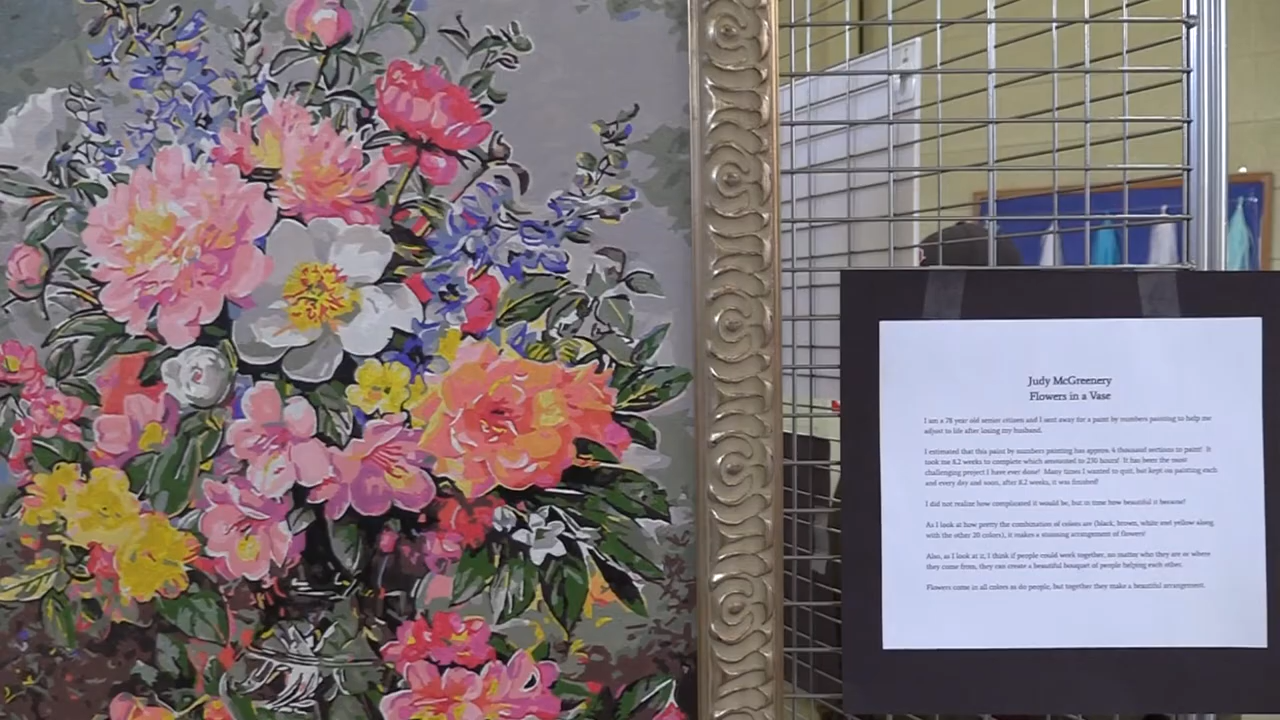 Judy McGreenery
Flowers in a Vase
I am a 78 year old senior citizen and I sent away for a paint by numbers painting to help me
adjust to life after losing my husband.
I estimated that this paint by numbers painting has approx. 4 thousand sections to paint! It
took me 8.2 weeks to complete which amounted to 230 hours! It has been the most
challenging project I have ever done! Many times I wanted to quit, but kept on painting each
and every day and soon, after 8.2 weeks, it was finished!
I did not realize how complicated it would be, but in time how beautiful it became!
As I look at how pretty the combination of colors are (black, brown, white and yellow along
with the other 20 colors), it makes a stunning arrangement of flowers!
Also, as I look at it, I think if people could work together, no matter who they are or where
they come from, they can create a beautiful bouquet of people helping each other.
Flowers come in all colors as do people, but together they make a beautiful arrangement.